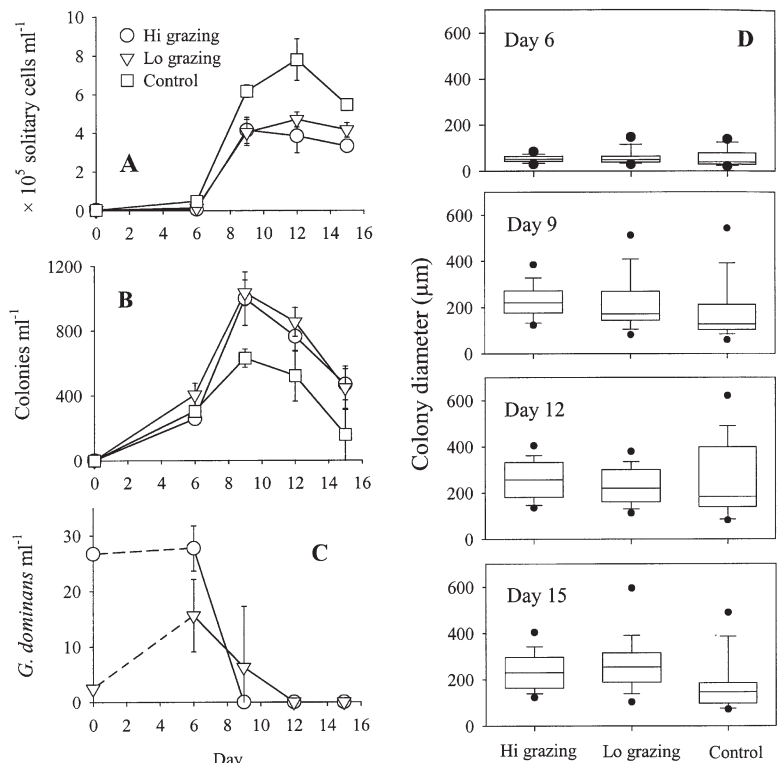 10
Hi grazing
Lo grazing
Control
8
6
4
2
0
A
0 2 4 6 8 10 12 14 16
× 10⁵ solitary cells ml⁻¹
1200
800
400
0
B
0 2 4 6 8 10 12 14 16
Colonies ml⁻¹
30
20
10
0
C
0 2 4 6 8 10 12 14 16
G. dominans ml⁻¹
Day
Colony diameter (µm)
D
Day 6
600
400
200
0
Day 9
600
400
200
0
Day 12
600
400
200
0
Day 15
600
400
200
0
Hi grazing Lo grazing Control